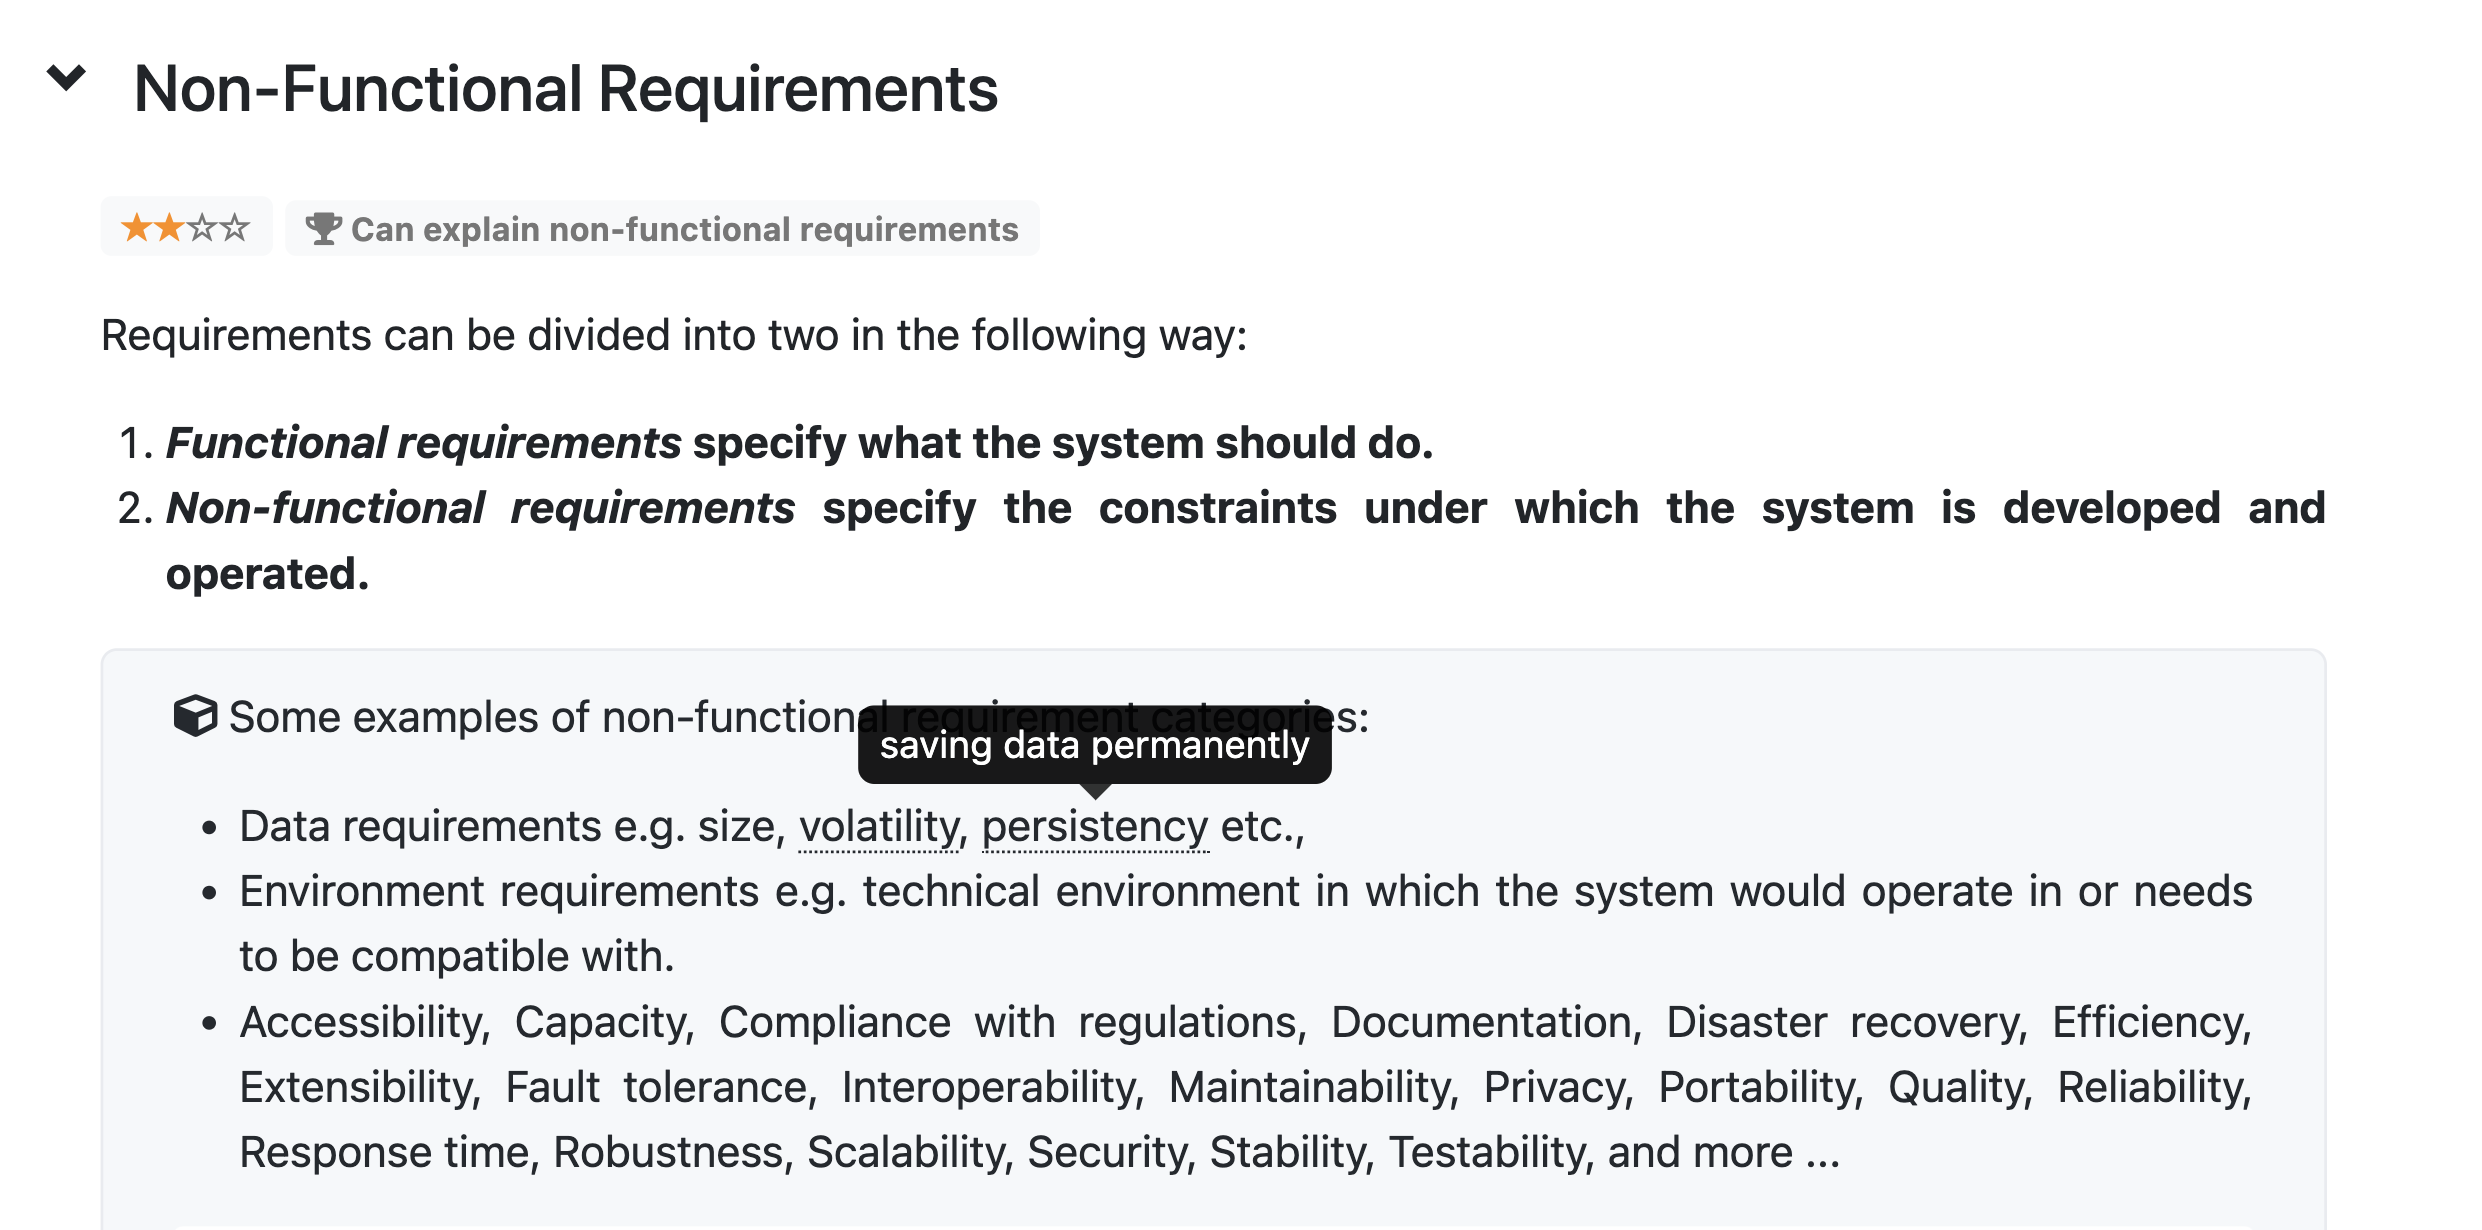 Non-Functional Requirements
Can explain non-functional requirements
Requirements can be divided into two in the following way:
1. Functional requirements specify what the system should do.
2. Non-functional requirements specify the constraints under which the system is developed and
operated.
Some examples of non-functional requirement categories:
saving data permanently
• Data requirements e.g. size, volatility, persistency etc.,
• Environment requirements e.g. technical environment in which the system would operate in or needs
to be compatible with.
• Accessibility, Capacity, Compliance with regulations, Documentation, Disaster recovery, Efficiency,
Extensibility, Fault tolerance, Interoperability, Maintainability, Privacy, Portability, Quality, Reliability,
Response time, Robustness, Scalability, Security, Stability, Testability, and more ...